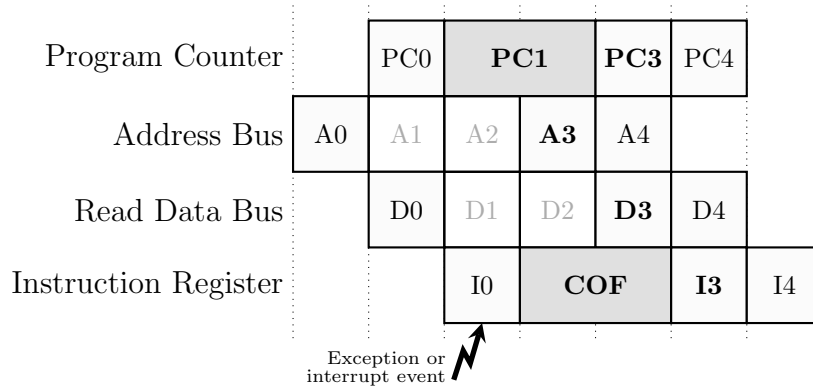 Program Counter PC0 PC1 PC3 PC4
Address Bus A0 A1 A2 A3 A4
Read Data Bus D0 D1 D2 D3 D4
Instruction Register I0 COF I3 I4
Exception or
interrupt event